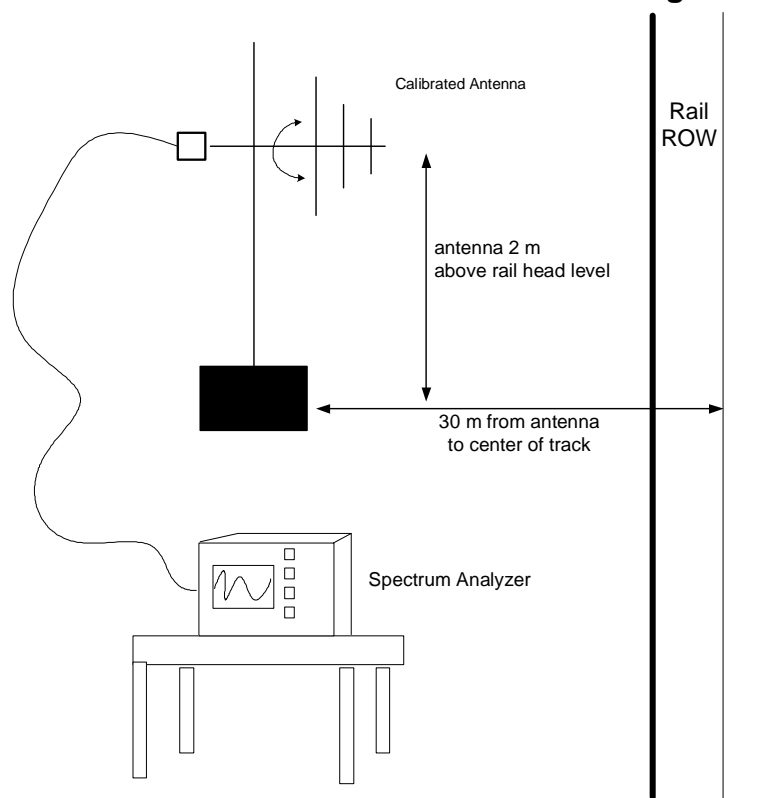 Calibrated Antenna
Rail
ROW
antenna 2 m
above rail head level
30 m from antenna
to center of track
Spectrum Analyzer